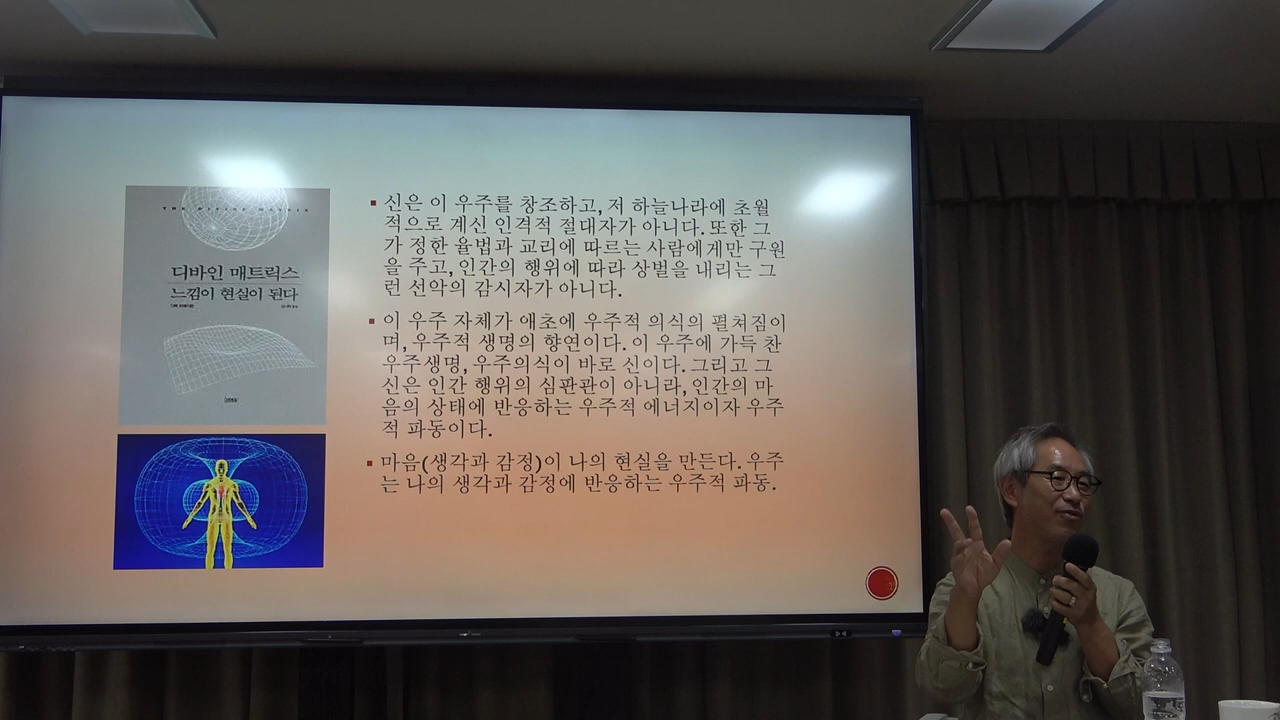 THE DIVINE MATRIX
디바인 매트릭스
느낌이 현실이 된다
신은 이 우주를 창조하고, 저 하늘나라에 초월
적으로 계신 인격적 절대자가 아니다. 또한 그
가 정한 율법과 교리에 따르는 사람에게만 구원
을 주고, 인간의 행위에 따라 상벌을 내리는 그
런 선악의 감시자가 아니다.
이 우주 자체가 애초에 우주적 의식의 펼쳐짐이
며, 우주적 생명의 향연이다. 이 우주에 가득 찬
우주생명, 우주의식이 바로 신이다. 그리고 그
신은 인간 행위의 심판관이 아니라, 인간의 마
음의 상태에 반응하는 우주적 에너지이자 우주
적 파동이다.
마음(생각과 감정)이 나의 현실을 만든다. 우주
는 나의 생각과 감정에 반응하는 우주적 파동.